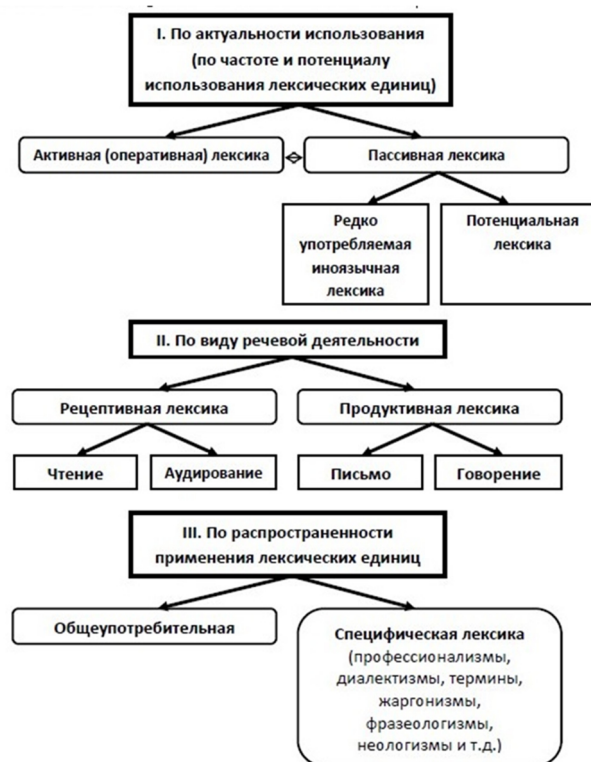 I. По актуальности использования
(по частоте и потенциалу
использования лексических единиц)
Активная (оперативная) лексика
Пассивная лексика
Редко
употребляемая
иноязычная
лексика
Потенциальная
лексика
II. По виду речевой деятельности
Рецептивная лексика
Продуктивная лексика
Чтение
Аудирование
Письмо
Говорение
III. По распространенности
применения лексических единиц
Общеупотребительная
Специфическая лексика
(профессионализмы,
диалектизмы, термины,
жаргонизмы,
фразеологизмы,
неологизмы и т.д.)